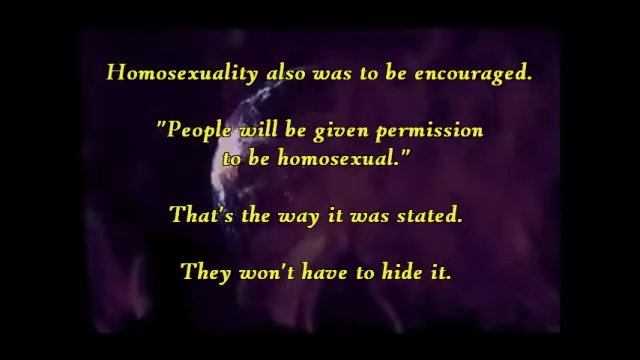 Homosexuality also was to be encouraged.
"People will be given permission
to be homosexual."
That's the way it was stated.
They won't have to hide it.